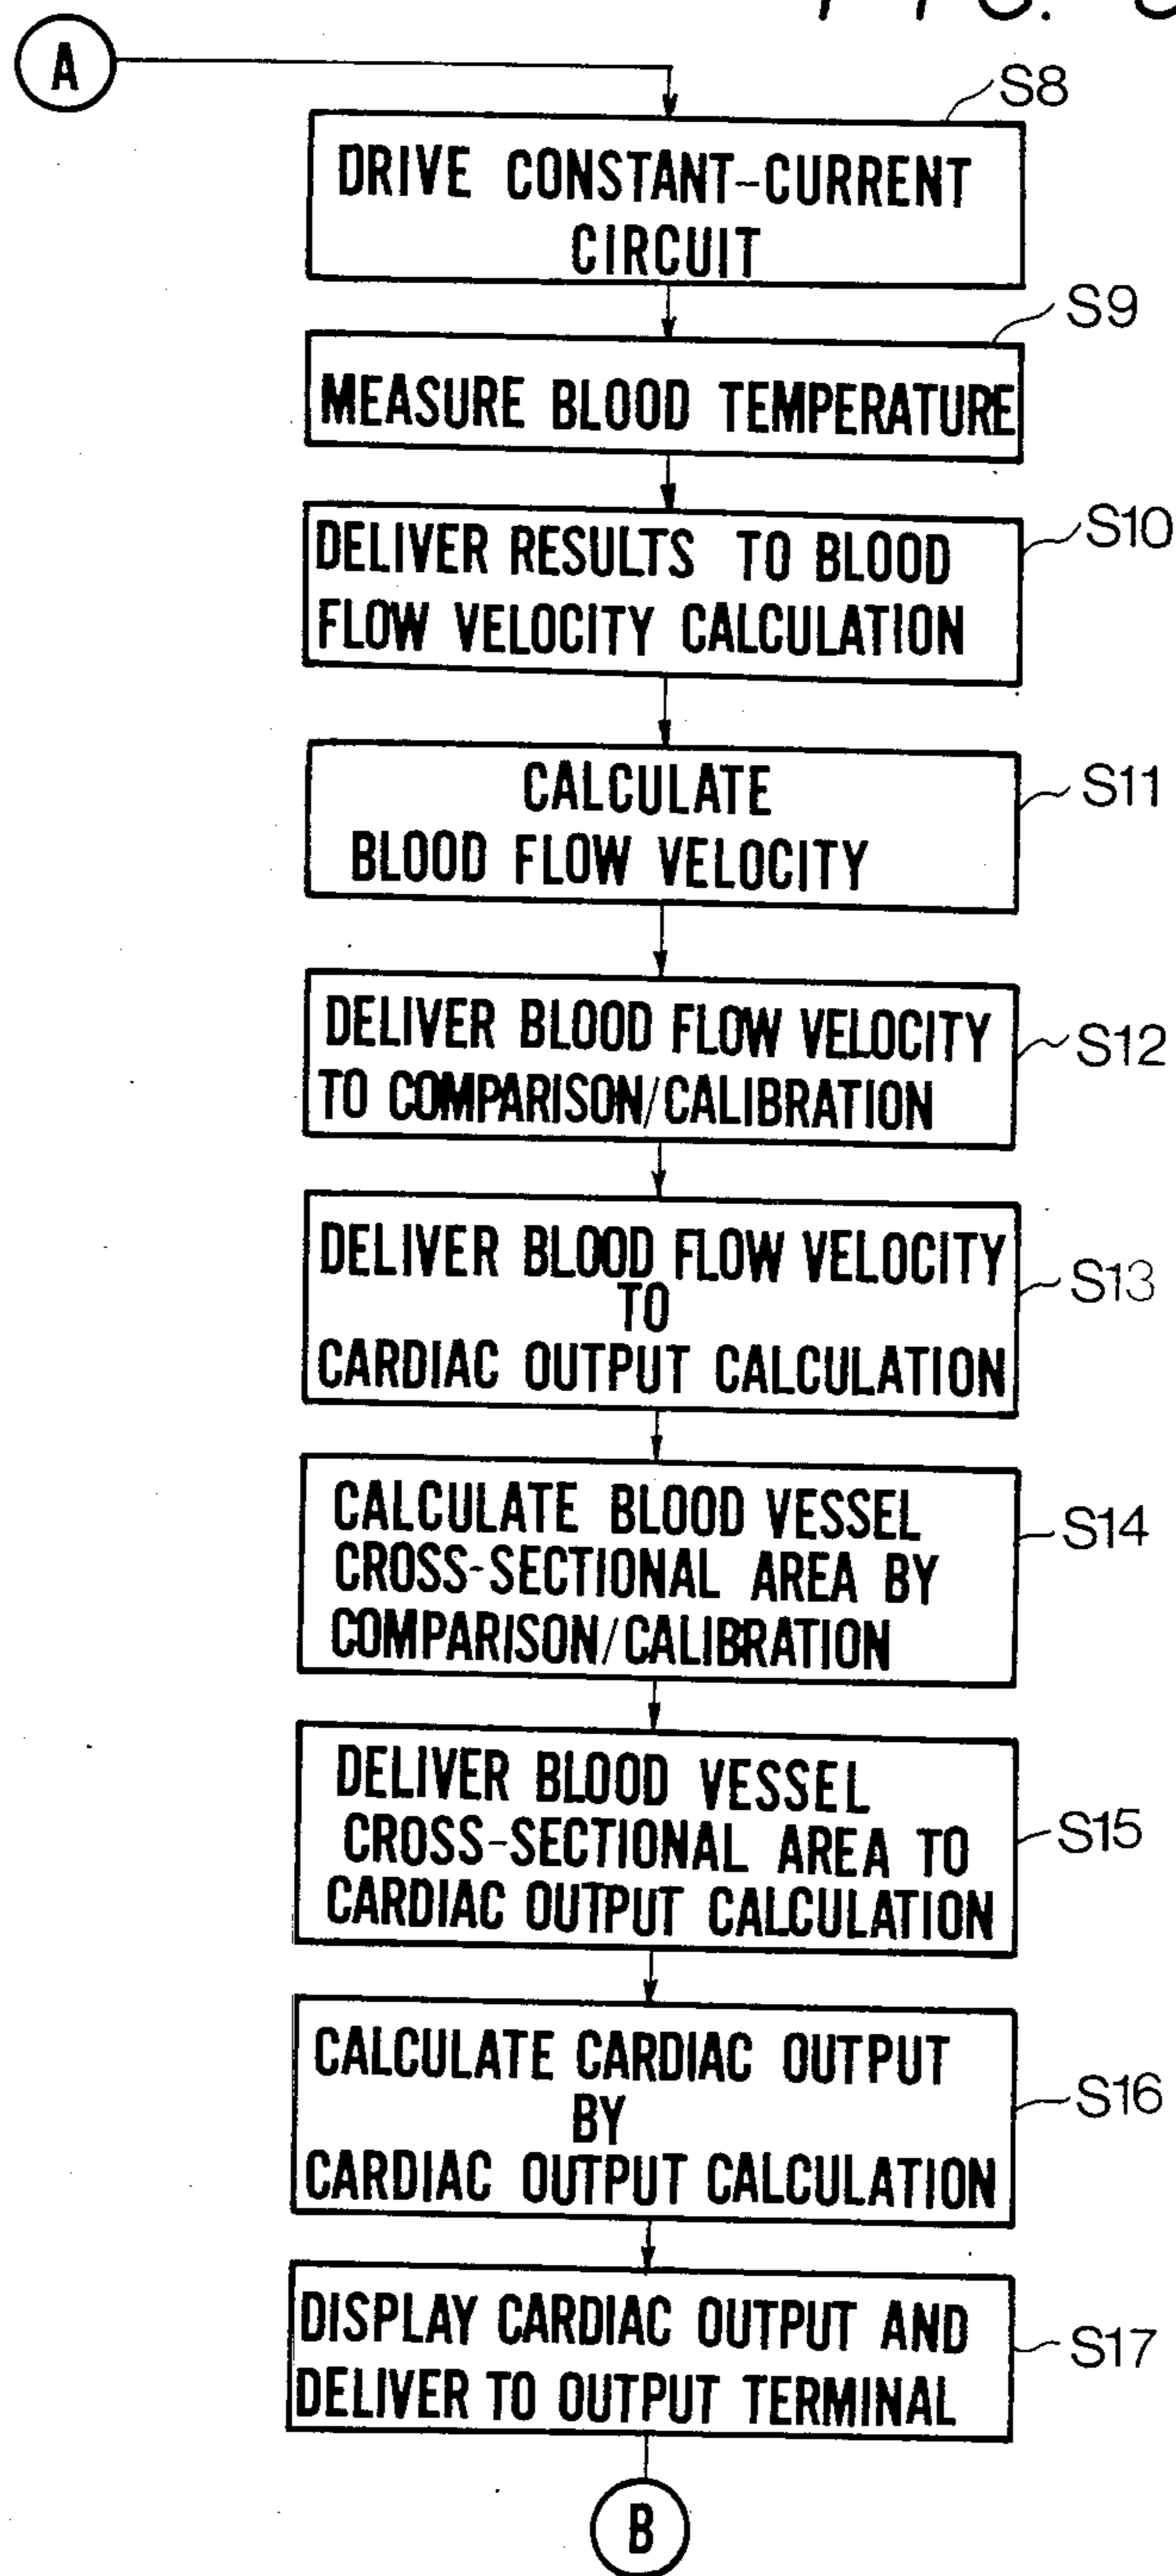 FIG.
A
S8
DRIVE CONSTANT-CURRENT
CIRCUIT
S9
MEASURE BLOOD TEMPERATURE
S10
DELIVER RESULTS TO BLOOD
FLOW VELOCITY CALCULATION
S11
CALCULATE
BLOOD FLOW VELOCITY
S12
DELIVER BLOOD FLOW VELOCITY
TO COMPARISON/CALIBRATION
S13
DELIVER BLOOD FLOW VELOCITY
TO
CARDIAC OUTPUT CALCULATION
S14
CALCULATE BLOOD VESSEL
CROSS-SECTIONAL AREA BY
COMPARISON/CALIBRATION
S15
DELIVER BLOOD VESSEL
CROSS-SECTIONAL AREA TO
CARDIAC OUTPUT CALCULATION
S16
CALCULATE CARDIAC OUTPUT
BY
CARDIAC OUTPUT CALCULATION
S17
DISPLAY CARDIAC OUTPUT AND
DELIVER TO OUTPUT TERMINAL
B